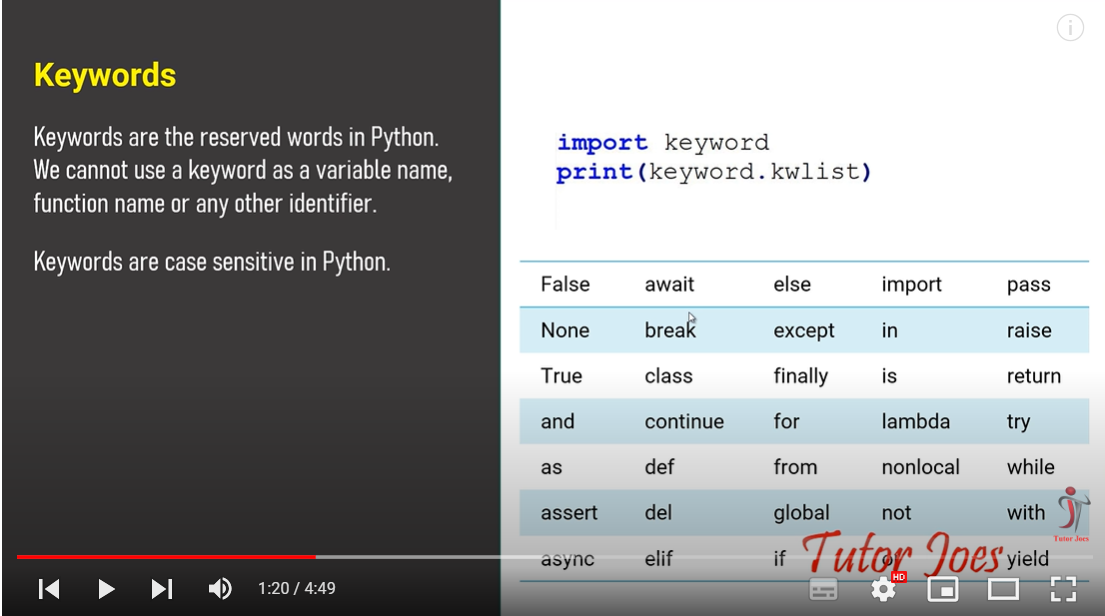 Keywords
Keywords are the reserved words in Python.
We cannot use a keyword as a variable name,
function name or any other identifier.
Keywords are case sensitive in Python.
import keyword
print(keyword.kwlist)
False await else import pass
None break except in raise
True class finally is return
and continue for lambda try
as def from nonlocal while
assert del global not with
async elif if yield
Tutor Joes
Tutor Joes
1:20 / 4:49
HD